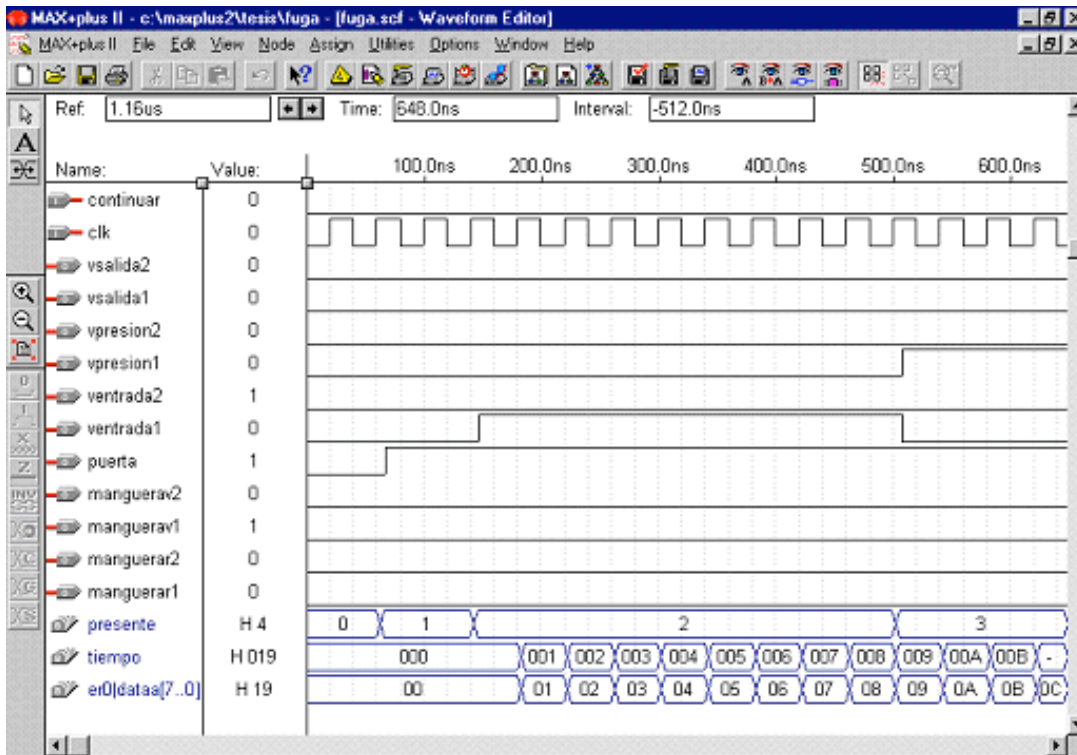 MAX+plus II - c:\maxplus2\tesis\fuga - [fuga.scf - Waveform Editor]
MAX+plus II File Edit View Node Assign Utilities Options Window Help
Ref: 1.16us Time: 648.0ns Interval: -512.0ns
Name: Value: 100.0ns 200.0ns 300.0ns 400.0ns 500.0ns 600.0ns
continuar 0
clk 0
vsalida2 0
vsalida1 0
vpresion2 0
vpresion1 0
ventrada2 1
ventrada1 0
puerta 1
manguerav2 0
manguerav1 1
manguerar2 0
manguerar1 0
presente H 4 0 1 2 3
tiempo H 019 000 001 002 003 004 005 006 007 008 009 00A 00B -
er0|dataa[7..0] H 19 00 01 02 03 04 05 06 07 08 09 0A 0B 0C